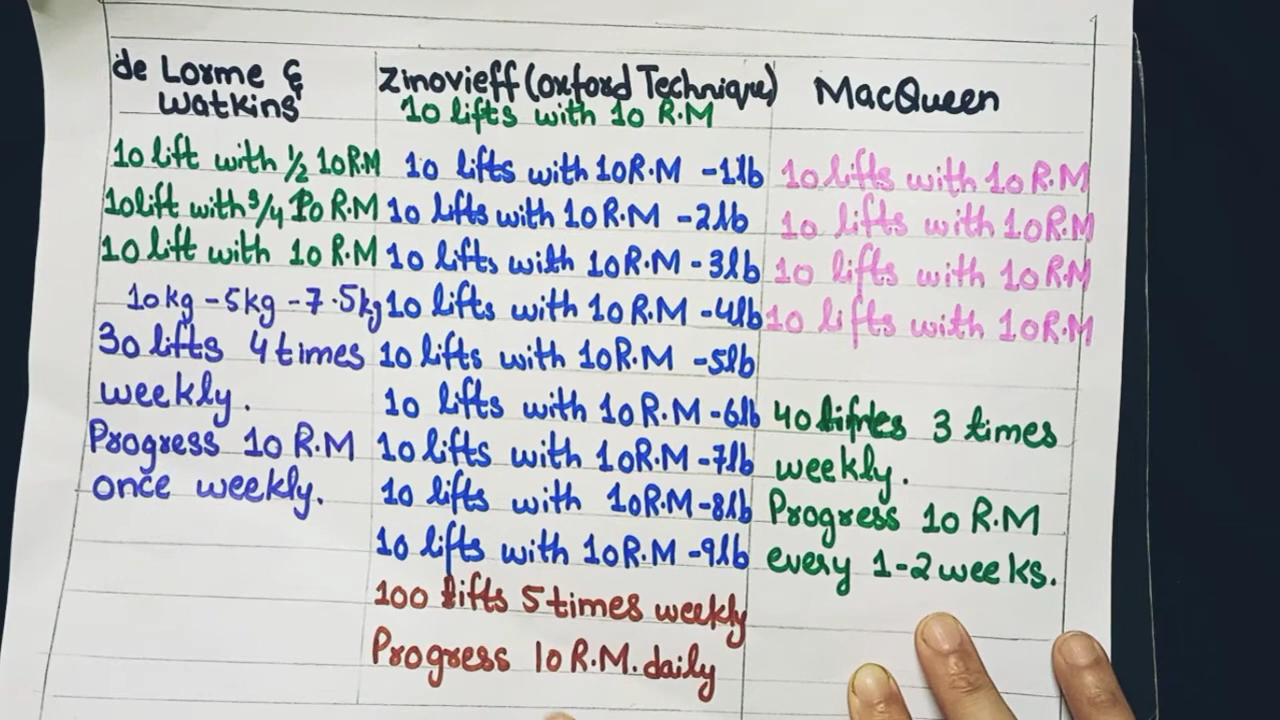 de Lorme &
Watkins
10 lift with 1/2 10 R.M
10 lift with 3/4 10 R.M
10 lift with 10 R.M
10kg - 5kg - 7.5kg
30 lifts 4 times
weekly.
Progress 10 R.M
once weekly.
Zinovieff (Oxford Technique)
10 lifts with 10 R.M
10 lifts with 10R.M -1lb
10 lifts with 10R.M -2lb
10 lifts with 10R.M -3lb
10 lifts with 10R.M -4lb
10 lifts with 10R.M -5lb
10 lifts with 10R.M -6lb
10 lifts with 10R.M -7lb
10 lifts with 10R.M -8lb
10 lifts with 10R.M -9lb
100 lifts 5 times weekly
Progress 10 R.M. daily
MacQueen
10 lifts with 10 R.M
10 lifts with 10R.M
10 lifts with 10R.M
10 lifts with 10R.M
40 3 times
weekly.
Progress 10 R.M
every 1-2 weeks.